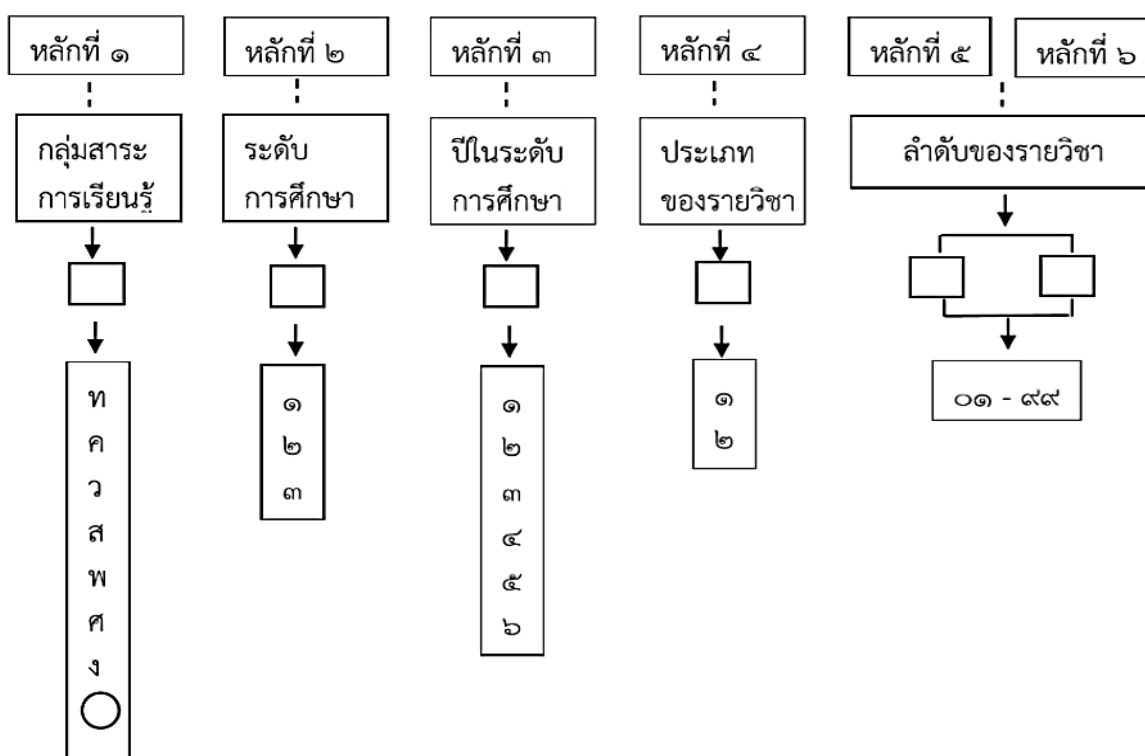 หลักที่ ๑
หลักที่ ๒
หลักที่ ๓
หลักที่ ๔
หลักที่ ๕
หลักที่ ๖
กลุ่มสาระ
การเรียนรู้
ระดับ
การศึกษา
ปีในระดับ
การศึกษา
ประเภท
ของรายวิชา
ลำดับของรายวิชา
ท
ค
ว
ส
พ
ศ
ง
๑
๒
๓
๑
๒
๓
๔
๕
๖
๑
๒
๐๑ - ๙๙